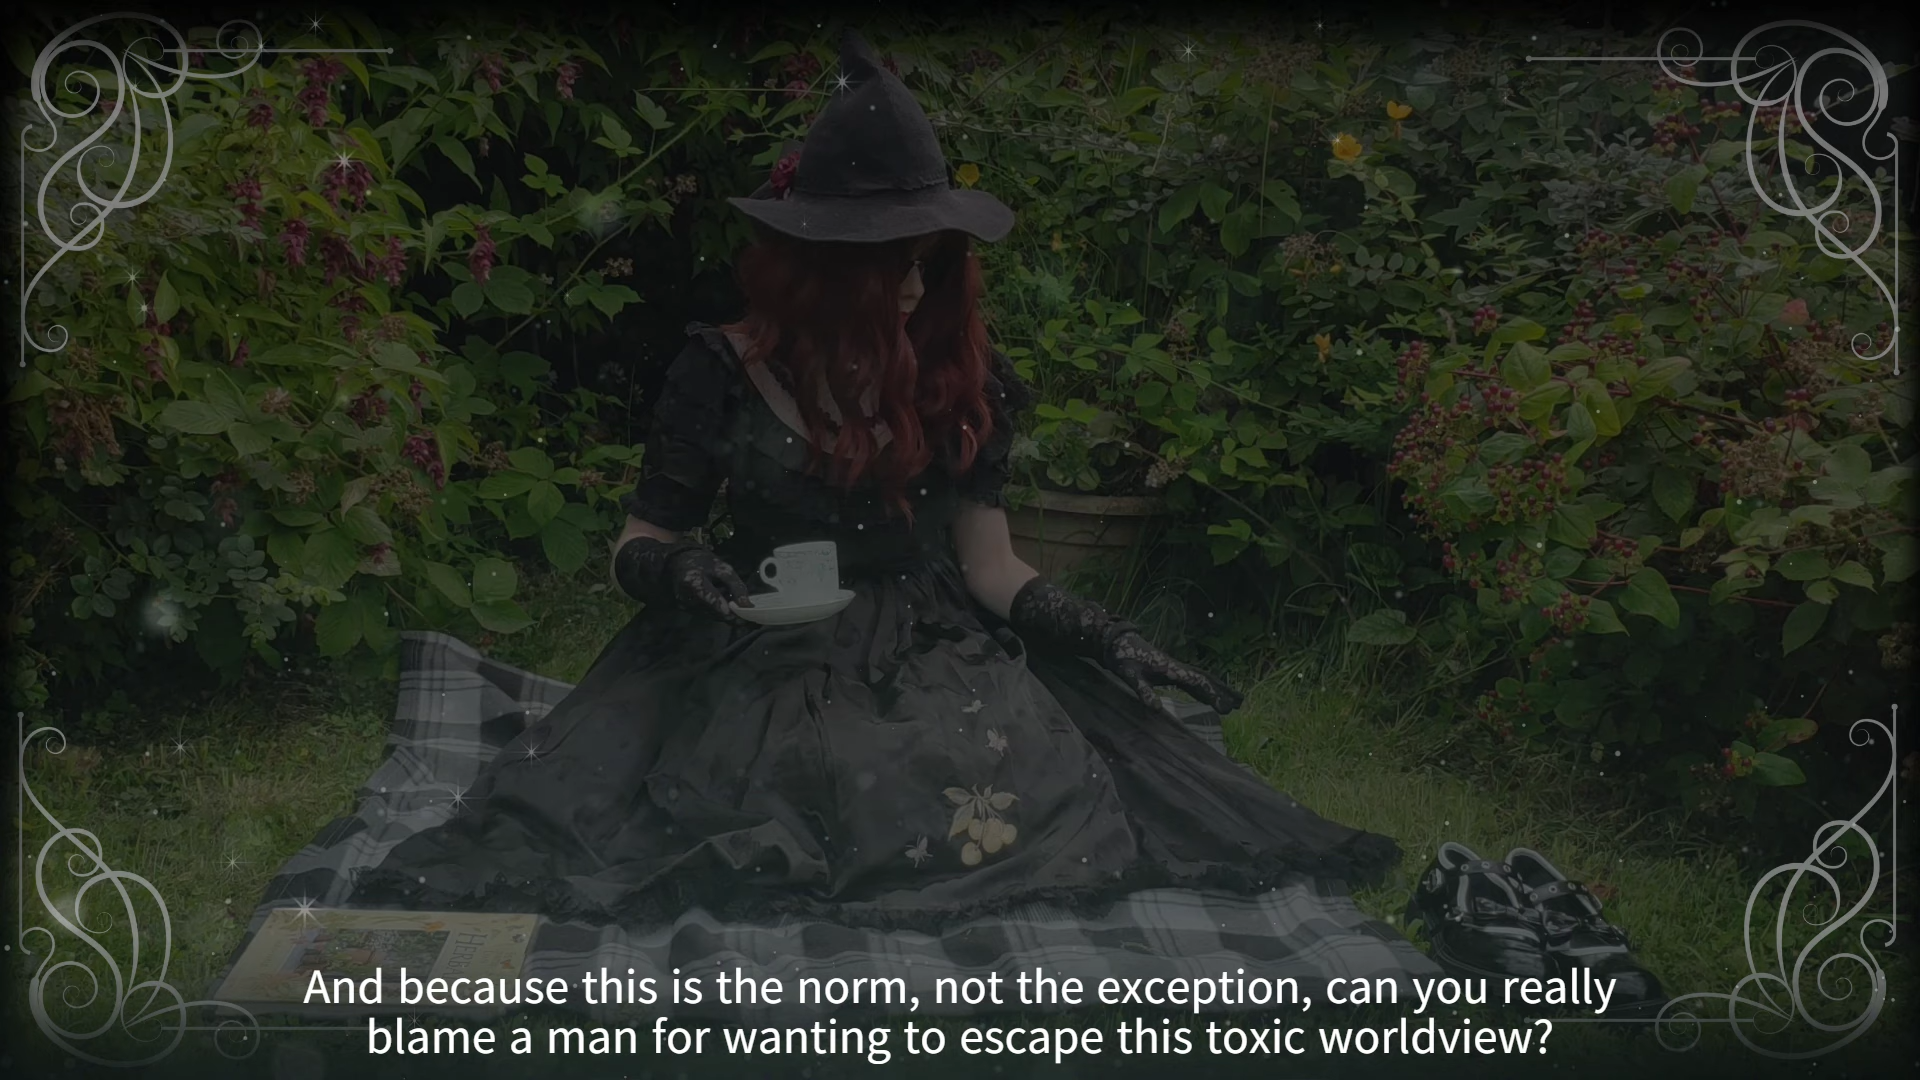 HERBS
And because this is the norm, not the exception, can you really
blame a man for wanting to escape this toxic worldview?